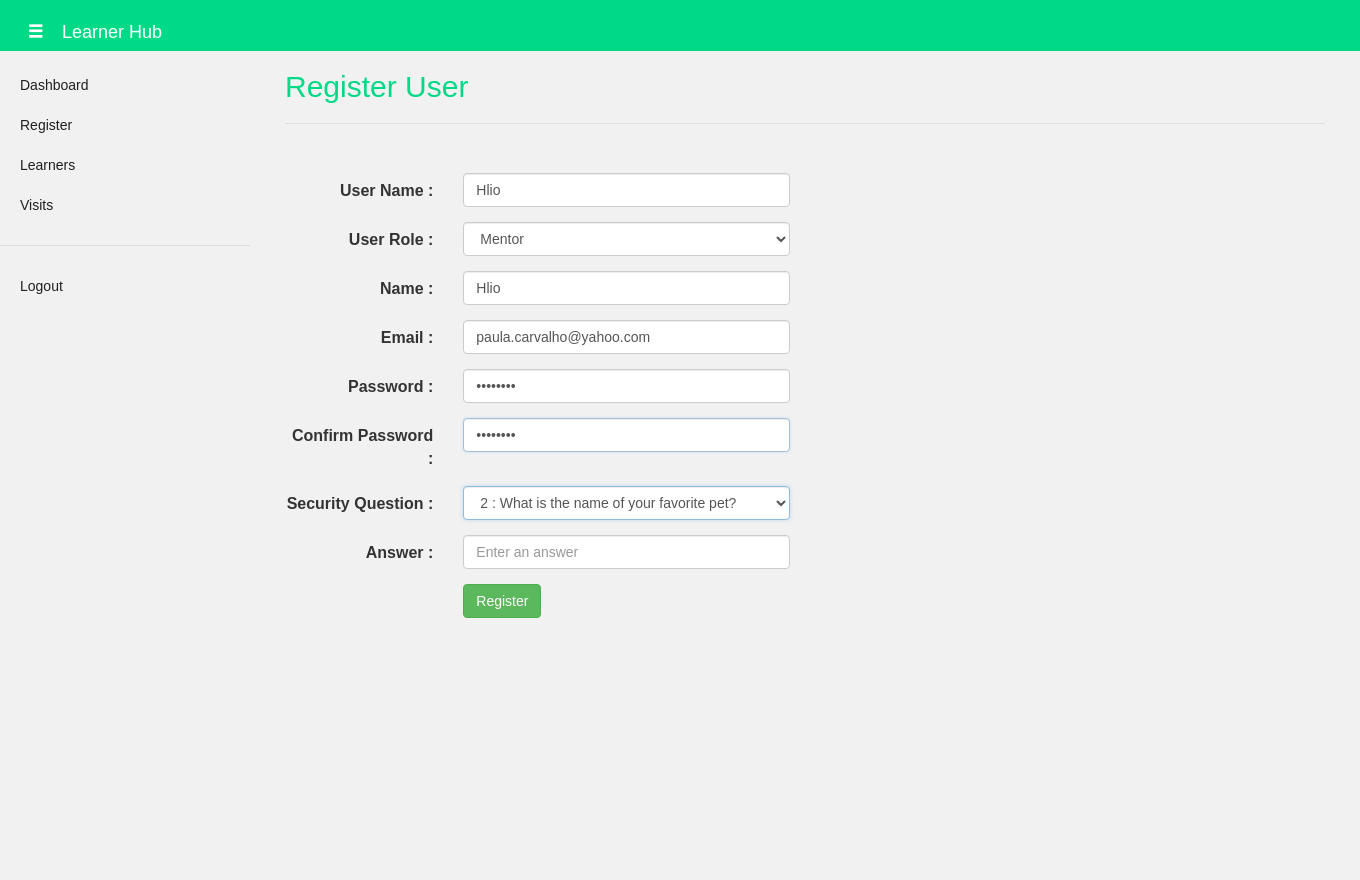 ☰ Learner Hub
Dashboard
Register
Learners
Visits
Logout
Register User
User Name : Hlio
User Role : Mentor
Name : Hlio
Email : paula.carvalho@yahoo.com
Password : ••••••••
Confirm Password : ••••••••
Security Question : 2 : What is the name of your favorite pet?
Answer : Enter an answer
Register